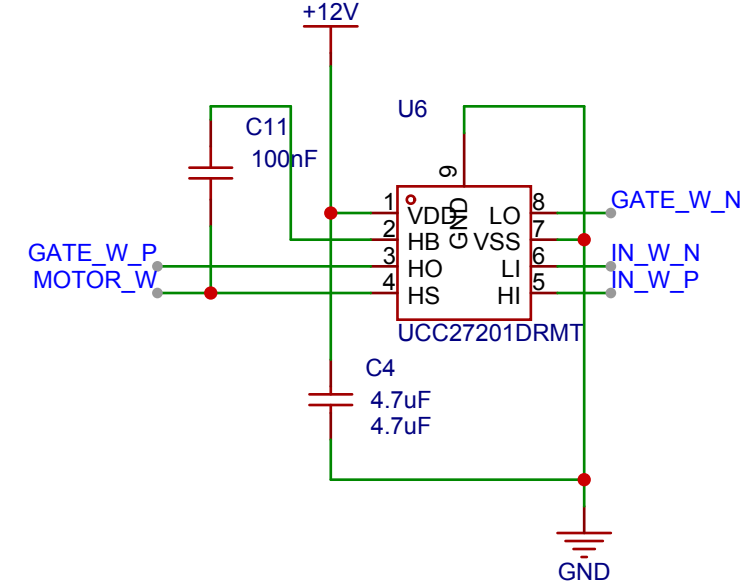 +12V
U6
C11
100nF
9
GND
1
VDD
LO
8
GATE_W_N
2
HB
VSS
7
GATE_W_P
3
HO
LI
6
IN_W_N
MOTOR_W
4
HS
HI
5
IN_W_P
UCC27201DRMT
C4
4.7uF
4.7uF
GND